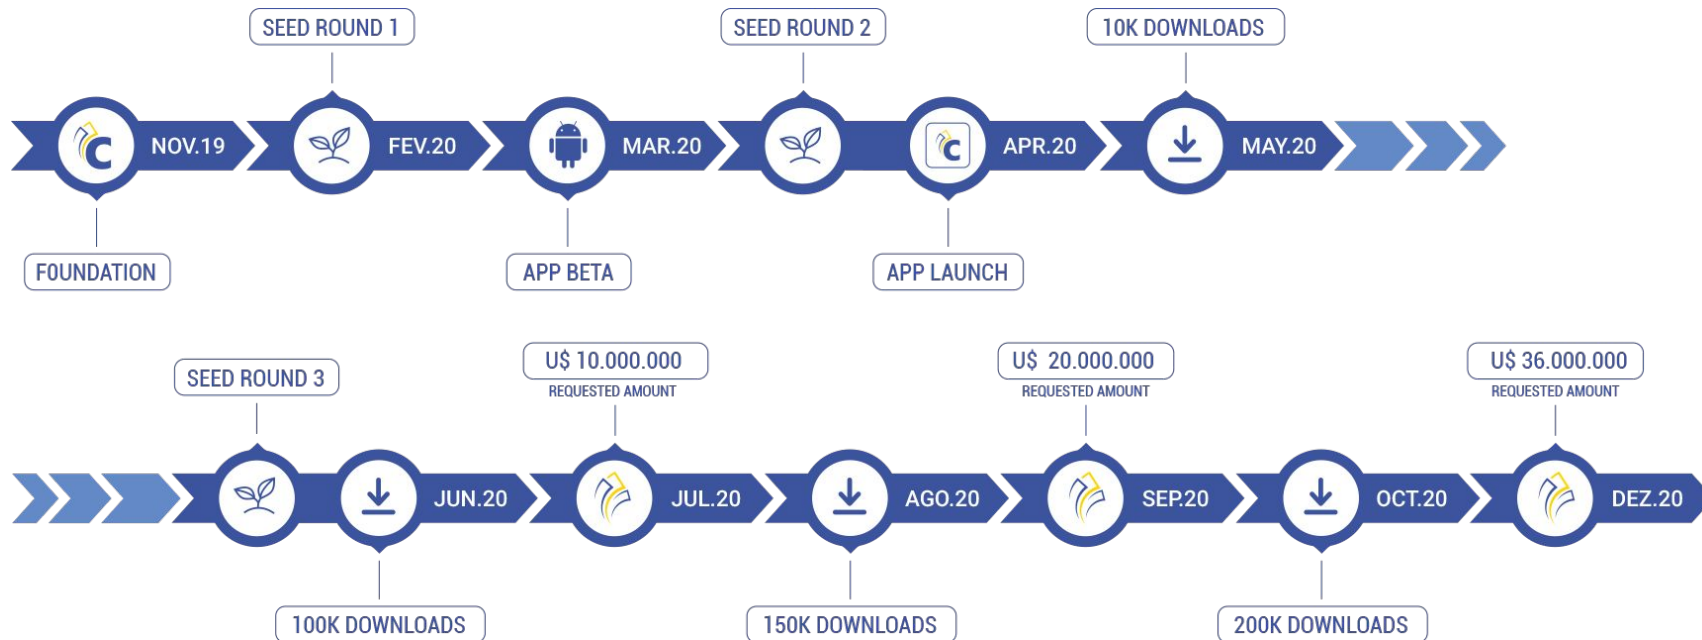 SEED ROUND 1
SEED ROUND 2
10K DOWNLOADS
C NOV.19
FEV.20
MAR.20
C APR.20
MAY.20
FOUNDATION
APP BETA
APP LAUNCH
SEED ROUND 3
U$ 10.000.000
REQUESTED AMOUNT
U$ 20.000.000
REQUESTED AMOUNT
U$ 36.000.000
REQUESTED AMOUNT
JUN.20
JUL.20
AGO.20
SEP.20
OCT.20
DEZ.20
100K DOWNLOADS
150K DOWNLOADS
200K DOWNLOADS